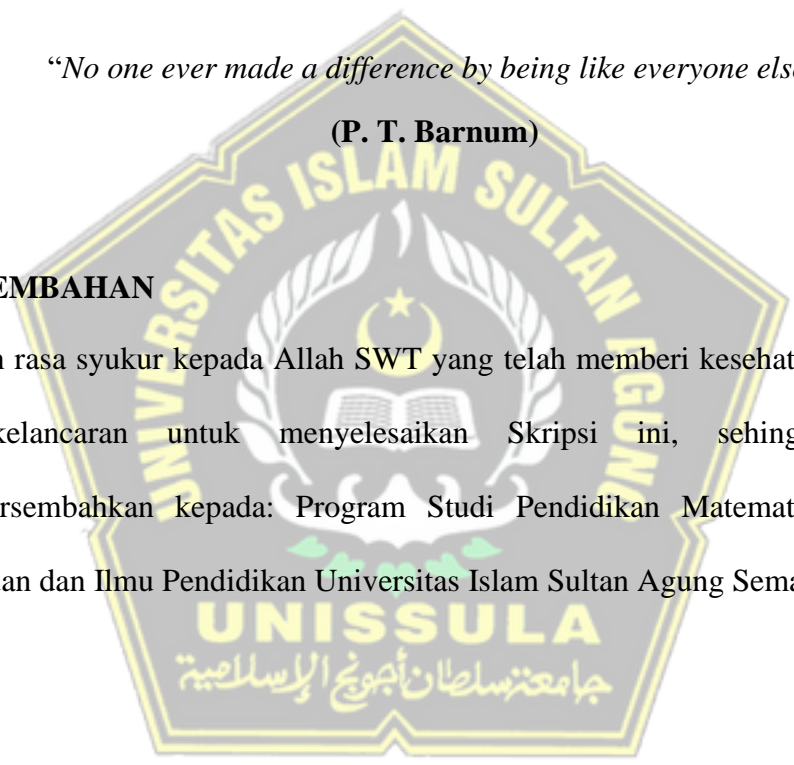 “No one ever made a difference by being like everyone else
(P. T. Barnum)
UNIVERSITAS ISLAM SULTAN AGUNG
EMBAHAN
rasa syukur kepada Allah SWT yang telah memberi kesehat
kelancaran untuk menyelesaikan Skripsi ini, sehing
rsembahkan kepada: Program Studi Pendidikan Matemat
an dan Ilmu Pendidikan Universitas Islam Sultan Agung Sema
UNISSULA
جامعة سلطان أجونج الإسلامية